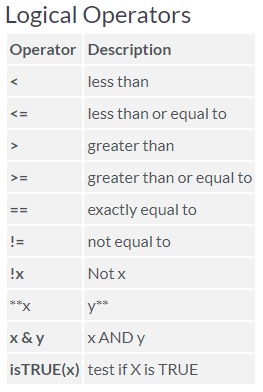 Logical Operators
Operator Description
< less than
<= less than or equal to
> greater than
>= greater than or equal to
== exactly equal to
!= not equal to
!x Not x
**x y**
x & y x AND y
isTRUE(x) test if X is TRUE